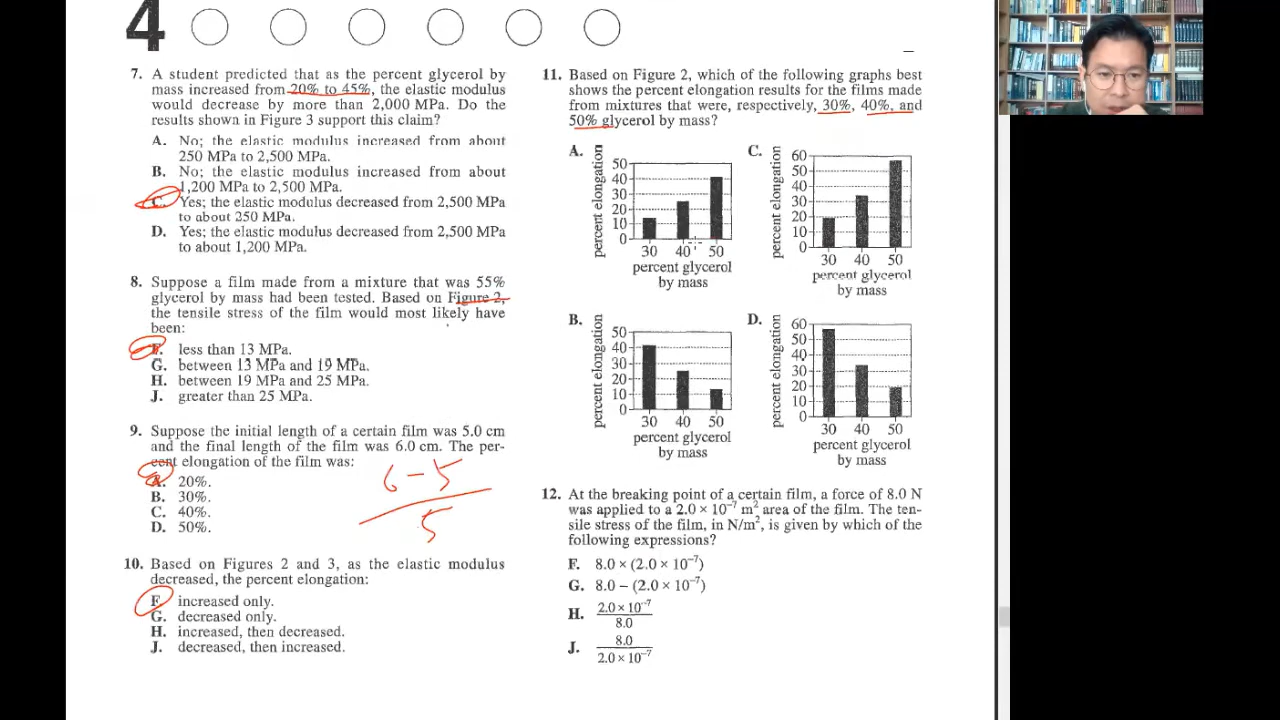 4
7. A student predicted that as the percent glycerol by
mass increased from 20% to 45%, the elastic modulus
would decrease by more than 2,000 MPa. Do the
results shown in Figure 3 support this claim?
A. No; the elastic modulus increased from about
250 MPa to 2,500 MPa.
B. No; the elastic modulus increased from about
1,200 MPa to 2,500 MPa.
C. Yes; the elastic modulus decreased from 2,500 MPa
to about 250 MPa.
D. Yes; the elastic modulus decreased from 2,500 MPa
to about 1,200 MPa.
8. Suppose a film made from a mixture that was 55%
glycerol by mass had been tested. Based on Figure 2,
the tensile stress of the film would most likely have
been:
F. less than 13 MPa.
G. between 13 MPa and 19 MPa.
H. between 19 MPa and 25 MPa.
J. greater than 25 MPa.
9. Suppose the initial length of a certain film was 5.0 cm
and the final length of the film was 6.0 cm. The per-
cent elongation of the film was:
A. 20%.
B. 30%.
C. 40%.
D. 50%.
6 - 5
5
10. Based on Figures 2 and 3, as the elastic modulus
decreased, the percent elongation:
F. increased only.
G. decreased only.
H. increased, then decreased.
J. decreased, then increased.
11. Based on Figure 2, which of the following graphs best
shows the percent elongation results for the films made
from mixtures that were, respectively, 30%, 40%, and
50% glycerol by mass?
A.
percent elongation
50
40
30
20
10
0
30 40 50
percent glycerol
by mass
C.
percent elongation
60
50
40
30
20
10
0
30 40 50
percent glycerol
by mass
B.
percent elongation
50
40
30
20
10
0
30 40 50
percent glycerol
by mass
D.
percent elongation
60
50
40
30
20
10
0
30 40 50
percent glycerol
by mass
12. At the breaking point of a certain film, a force of 8.0 N
was applied to a 2.0 × 10⁻⁷ m² area of the film. The ten-
sile stress of the film, in N/m², is given by which of the
following expressions?
F. 8.0 × (2.0 × 10⁻⁷)
G. 8.0 − (2.0 × 10⁻⁷)
H. 2.0 × 10⁻⁷
8.0
J. 8.0
2.0 × 10⁻⁷